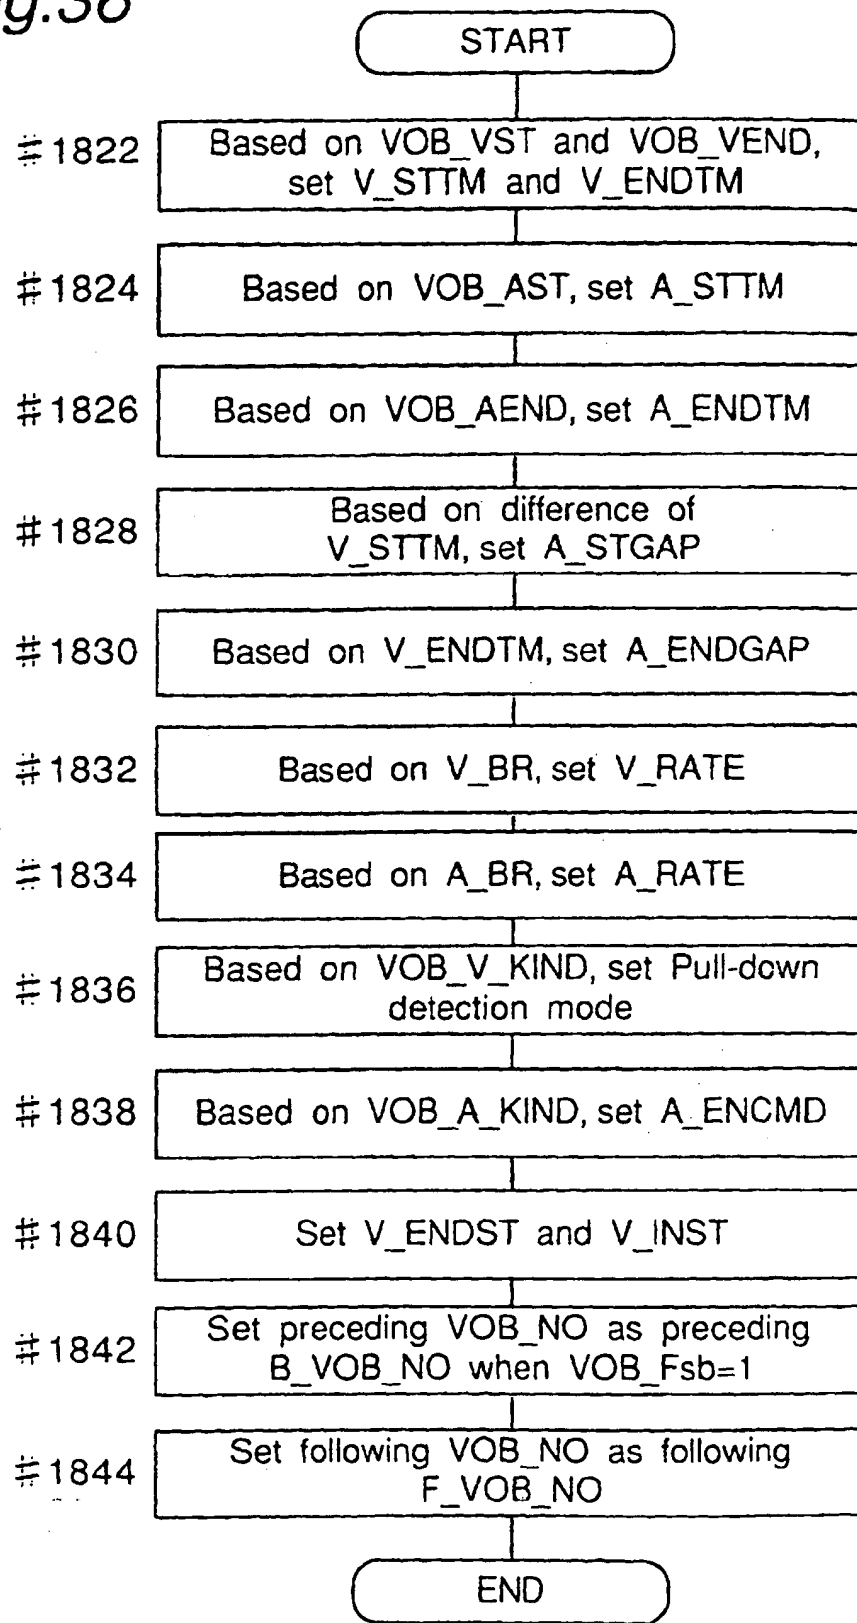 g.36
START
#1822
Based on VOB_VST and VOB_VEND,
set V_STTM and V_ENDTM
#1824
Based on VOB_AST, set A_STTM
#1826
Based on VOB_AEND, set A_ENDTM
#1828
Based on difference of
V_STTM, set A_STGAP
#1830
Based on V_ENDTM, set A_ENDGAP
#1832
Based on V_BR, set V_RATE
#1834
Based on A_BR, set A_RATE
#1836
Based on VOB_V_KIND, set Pull-down
detection mode
#1838
Based on VOB_A_KIND, set A_ENCMD
#1840
Set V_ENDST and V_INST
#1842
Set preceding VOB_NO as preceding
B_VOB_NO when VOB_Fsb=1
#1844
Set following VOB_NO as following
F_VOB_NO
END